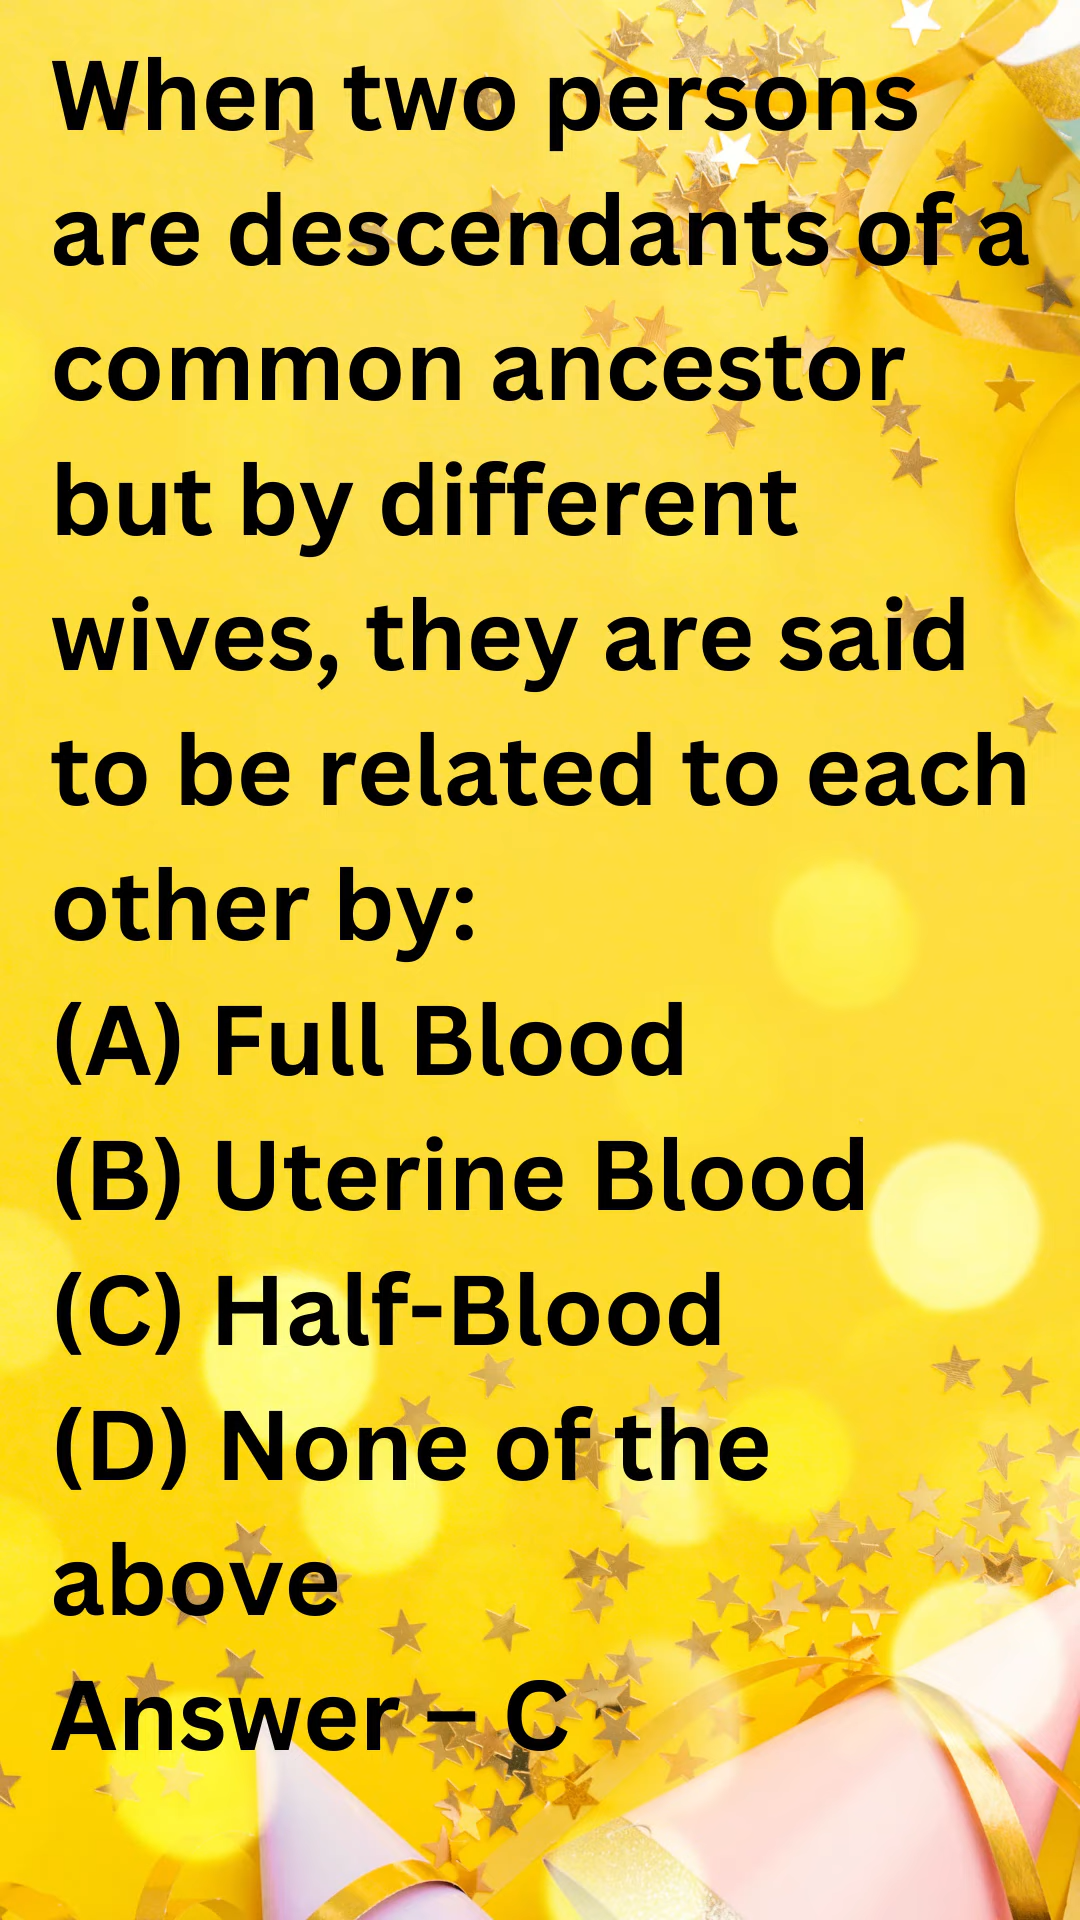 When two persons
are descendants of a
common ancestor
but by different
wives, they are said
to be related to each
other by:
(A) Full Blood
(B) Uterine Blood
(C) Half-Blood
(D) None of the
above
Answer – C